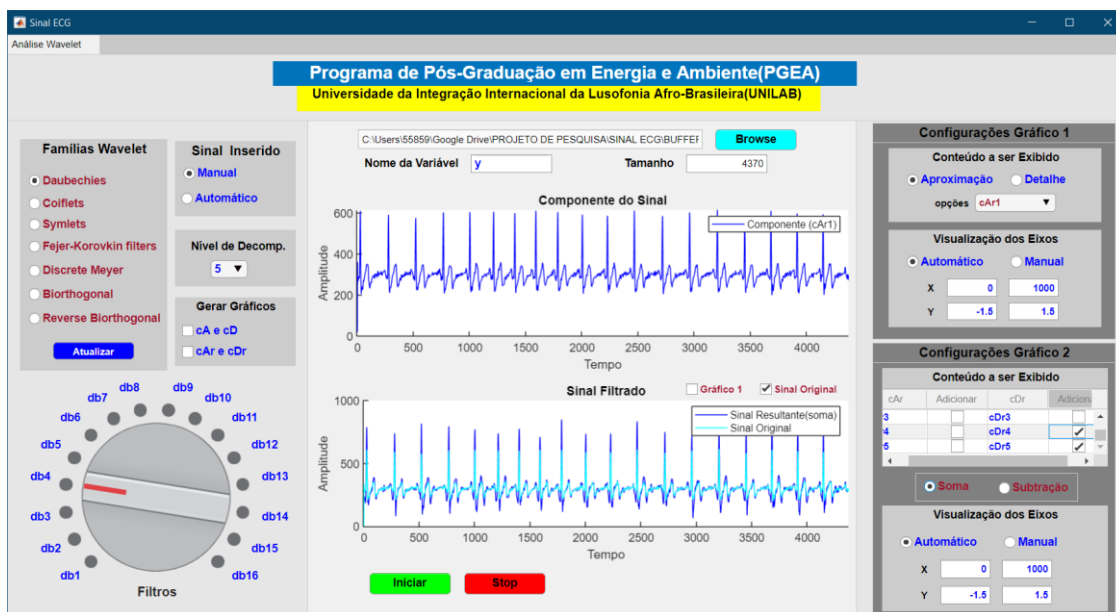 Sinal ECG
Análise Wavelet
Programa de Pós-Graduação em Energia e Ambiente(PGEA)
Universidade da Integração Internacional da Lusofonia Afro-Brasileira(UNILAB)
Famílias Wavelet
Daubechies
Coiflets
Symlets
Fejer-Korovkin filters
Discrete Meyer
Biorthogonal
Reverse Biorthogonal
Atualizar
Sinal Inserido
Manual
Automático
Nivel de Decomp.
5
Gerar Gráficos
cA e cD
cAr e cDr
db1
db2
db3
db4
db5
db6
db7
db8
db9
db10
db11
db12
db13
db14
db15
db16
Filtros
C:\Users\55859\Google Drive\PROJETO DE PESQUISA\SINAL ECG\BUFFER
Browse
Nome da Variável y
Tamanho 4370
Componente do Sinal
Componente (cAr1)
Amplitude
600
400
200
0
0 500 1000 1500 2000 2500 3000 3500 4000
Tempo
Sinal Filtrado
Gráfico 1
Sinal Original
Sinal Resultante(soma)
Sinal Original
Amplitude
1000
500
0
0 500 1000 1500 2000 2500 3000 3500 4000
Tempo
Iniciar
Stop
Configurações Gráfico 1
Conteúdo a ser Exibido
Aproximação Detalhe
opções cAr1
Visualização dos Eixos
Automático Manual
X 0 1000
Y -1.5 1.5
Configurações Gráfico 2
Conteúdo a ser Exibido
cAr Adicionar cDr Adicion
r3 cDr3
r4 cDr4
r5 cDr5
Soma Subtração
Visualização dos Eixos
Automático Manual
X 0 1000
Y -1.5 1.5